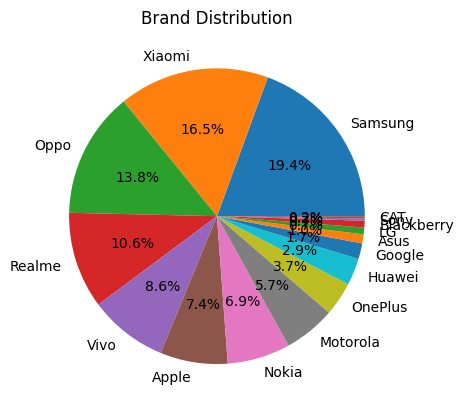 Brand Distribution
Samsung
19.4%
Xiaomi
16.5%
Oppo
13.8%
Realme
10.6%
Vivo
8.6%
Apple
7.4%
Nokia
6.9%
Motorola
5.7%
OnePlus
3.7%
Huawei
2.9%
Google
1.7%
Asus
LG
Blackberry
Sony
CAT